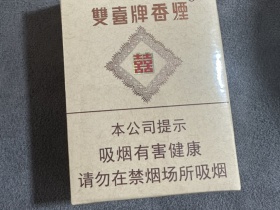 雙喜牌香煙
囍
本公司提示
吸烟有害健康
请勿在禁烟场所吸烟